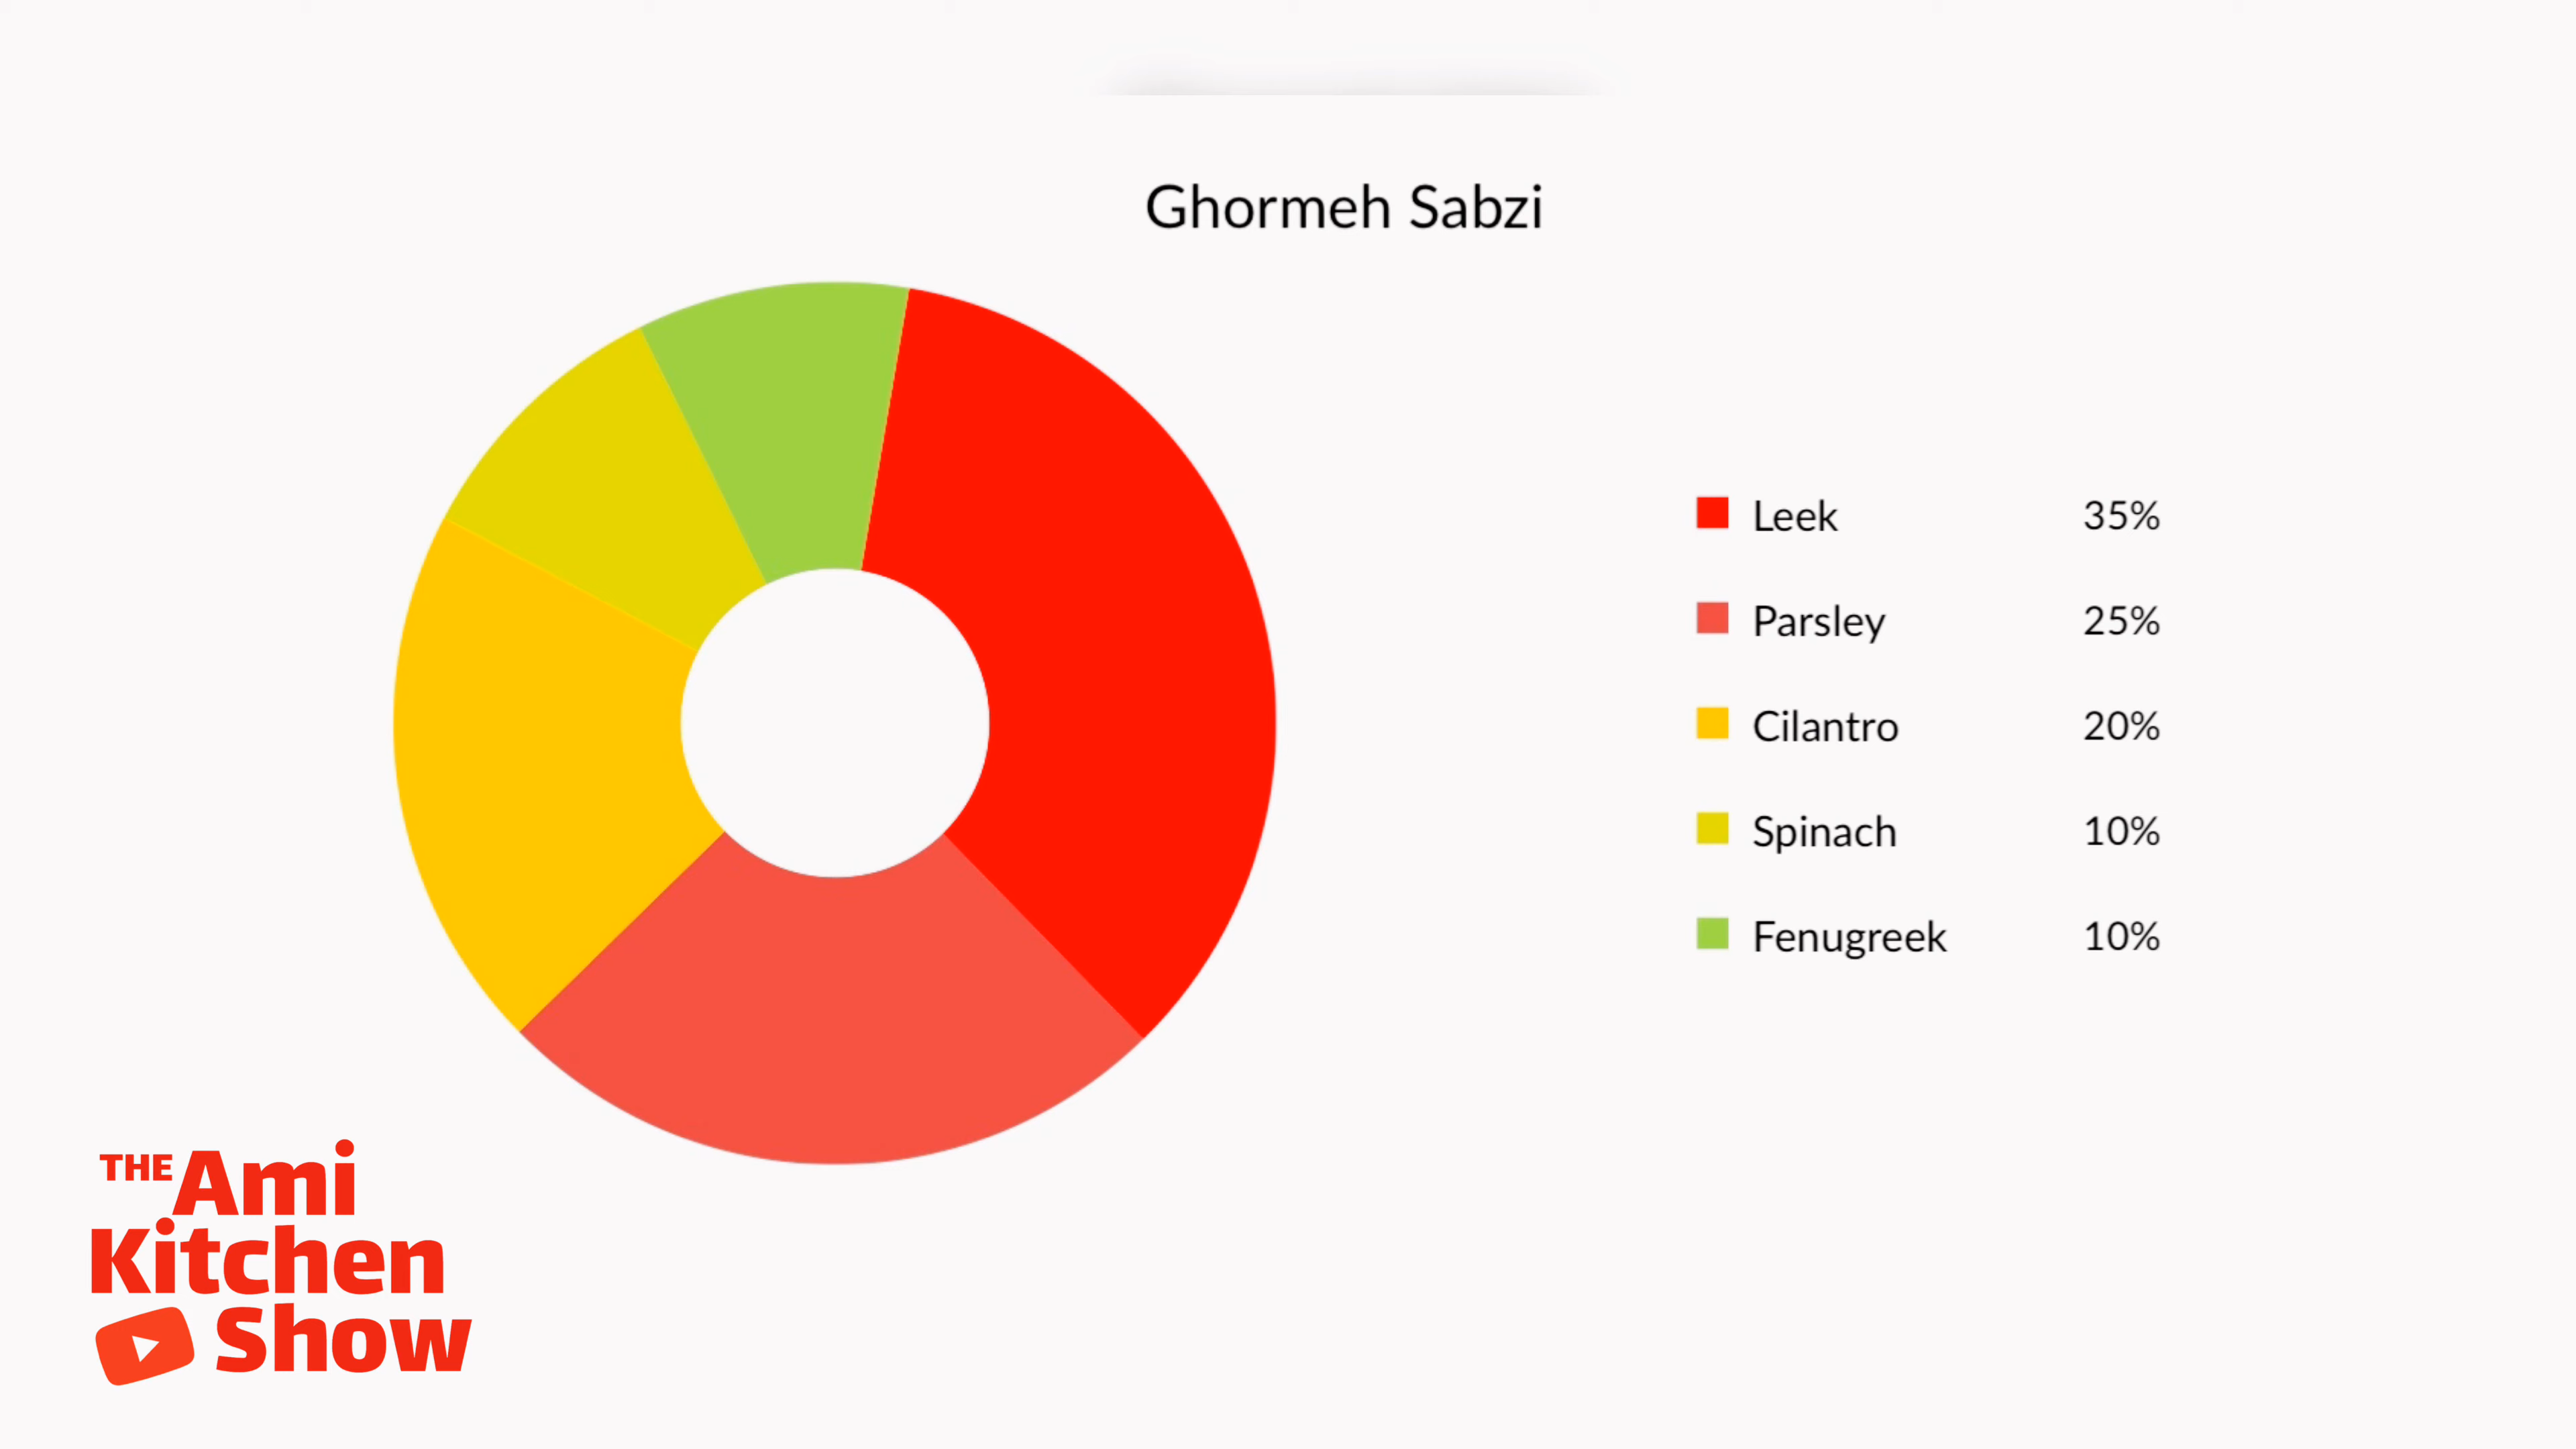 Ghormeh Sabzi
Leek 35%
Parsley 25%
Cilantro 20%
Spinach 10%
Fenugreek 10%
THE Ami
Kitchen
Show